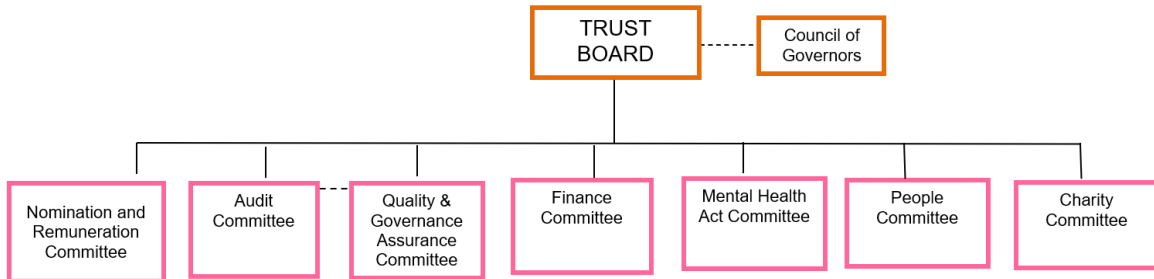 TRUST
BOARD
Council of
Governors
Nomination and
Remuneration
Committee
Audit
Committee
Quality &
Governance
Assurance
Committee
Finance
Committee
Mental Health
Act Committee
People
Committee
Charity
Committee